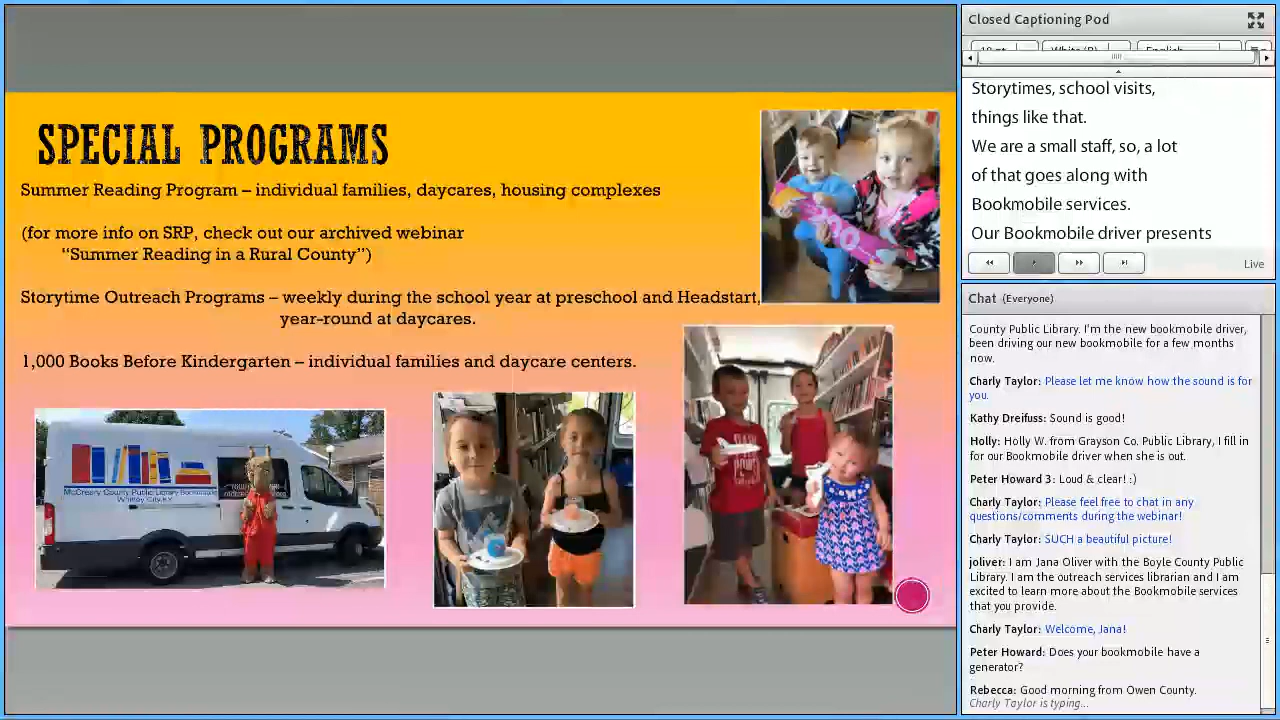 SPECIAL PROGRAMS
Summer Reading Program – individual families, daycares, housing complexes
(for more info on SRP, check out our archived webinar
“Summer Reading in a Rural County”)
Storytime Outreach Programs – weekly during the school year at preschool and Headstart,
year-round at daycares.
1,000 Books Before Kindergarten – individual families and daycare centers.
McCreary County Public Library Bookmobile
Whitley City, KY
Closed Captioning Pod
English
Storytimes, school visits,
things like that.
We are a small staff, so, a lot
of that goes along with
Bookmobile services.
Our Bookmobile driver presents
Live
Chat (Everyone)
County Public Library. I'm the new bookmobile driver,
been driving our new bookmobile for a few months
now.
Charly Taylor: Please let me know how the sound is for
you.
Kathy Dreifuss: Sound is good!
Holly: Holly W. from Grayson Co. Public Library, I fill in
for our Bookmobile driver when she is out.
Peter Howard 3: Loud & clear! :)
Charly Taylor: Please feel free to chat in any
questions/comments during the webinar!
Charly Taylor: SUCH a beautiful picture!
joliver: I am Jana Oliver with the Boyle County Public
Library. I am the outreach services librarian and I am
excited to learn more about the Bookmobile services
that you provide.
Charly Taylor: Welcome, Jana!
Peter Howard: Does your bookmobile have a
generator?
Rebecca: Good morning from Owen County.
Charly Taylor is typing...